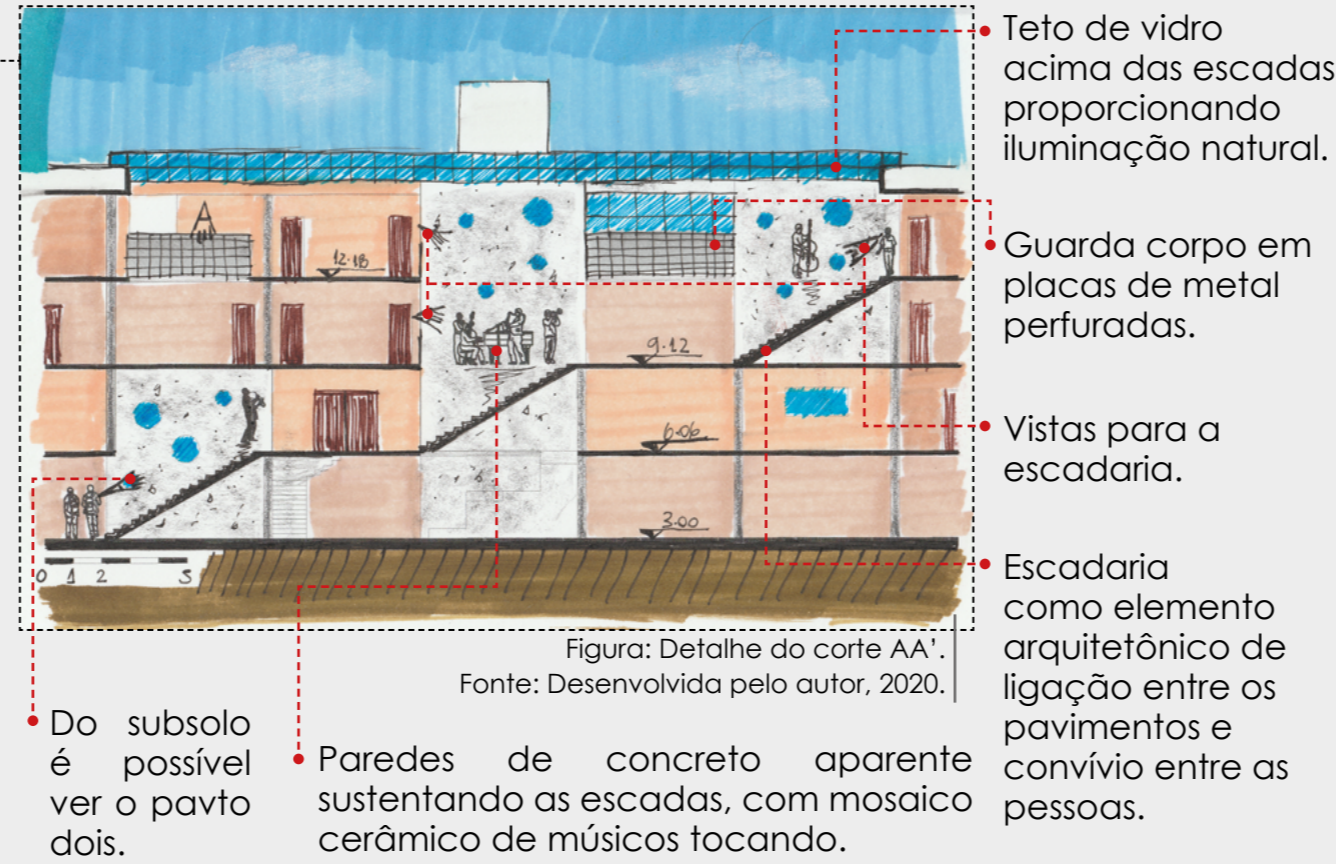 Teto de vidro
acima das escadas
proporcionando
iluminação natural.
Guarda corpo em
placas de metal
perfuradas.
Vistas para a
escadaria.
Escadaria
como elemento
arquitetônico de
ligação entre os
pavimentos e
convívio entre as
pessoas.
A
12.18
9.12
6.06
3.00
0 1 2 5
Figura: Detalhe do corte AA’.
Fonte: Desenvolvida pelo autor, 2020.
Do subsolo
é possível
ver o pavto
dois.
Paredes de concreto aparente
sustentando as escadas, com mosaico
cerâmico de músicos tocando.